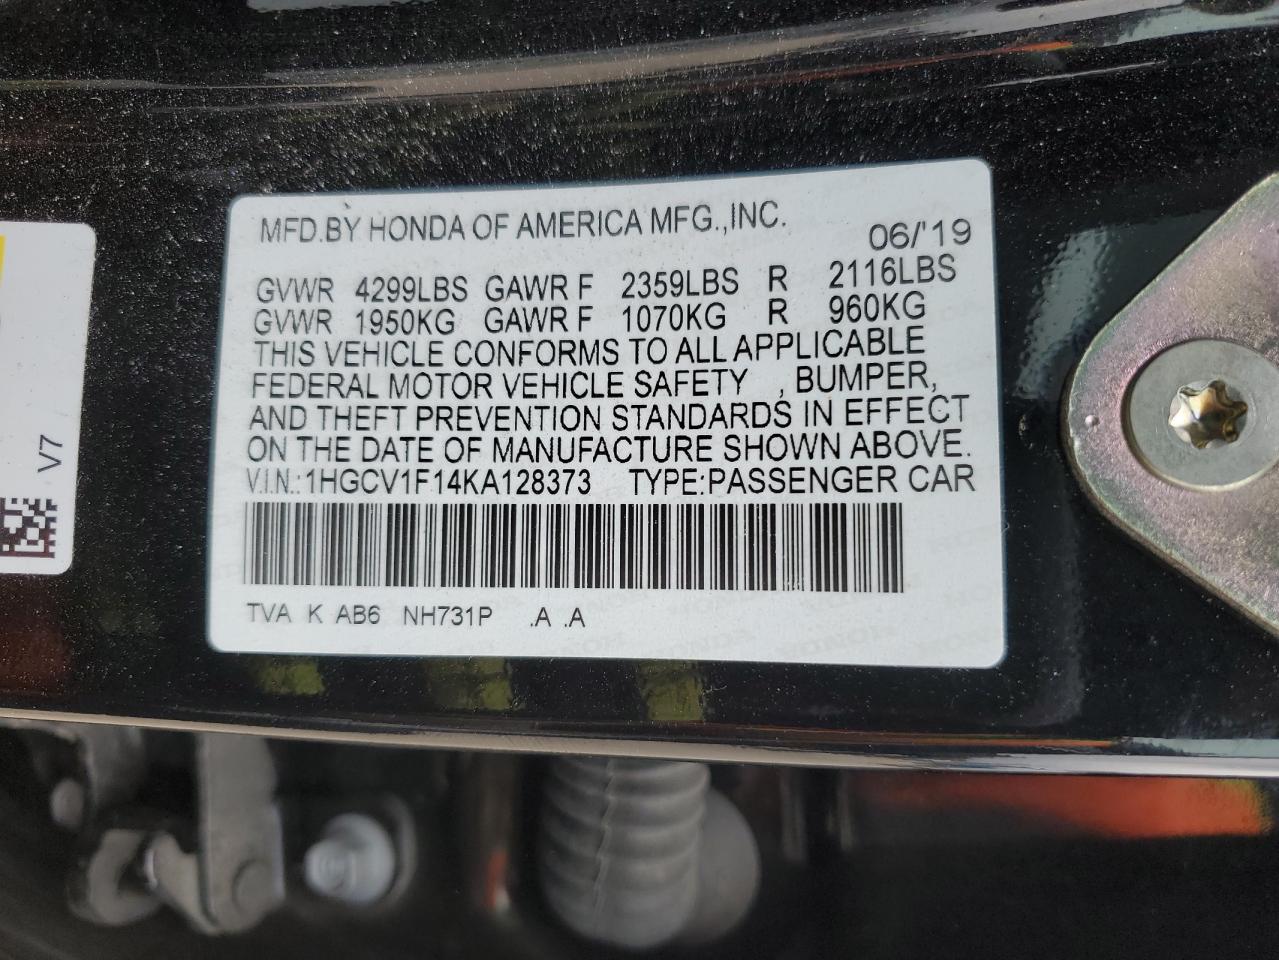 MFD.BY HONDA OF AMERICA MFG.,INC. 06/'19
GVWR 4299LBS GAWR F 2359LBS R 2116LBS
GVWR 1950KG GAWR F 1070KG R 960KG
THIS VEHICLE CONFORMS TO ALL APPLICABLE
FEDERAL MOTOR VEHICLE SAFETY , BUMPER,
AND THEFT PREVENTION STANDARDS IN EFFECT
ON THE DATE OF MANUFACTURE SHOWN ABOVE.
V.I.N.:1HGCV1F14KA128373 TYPE:PASSENGER CAR
TVA K AB6 NH731P .A .A
V7